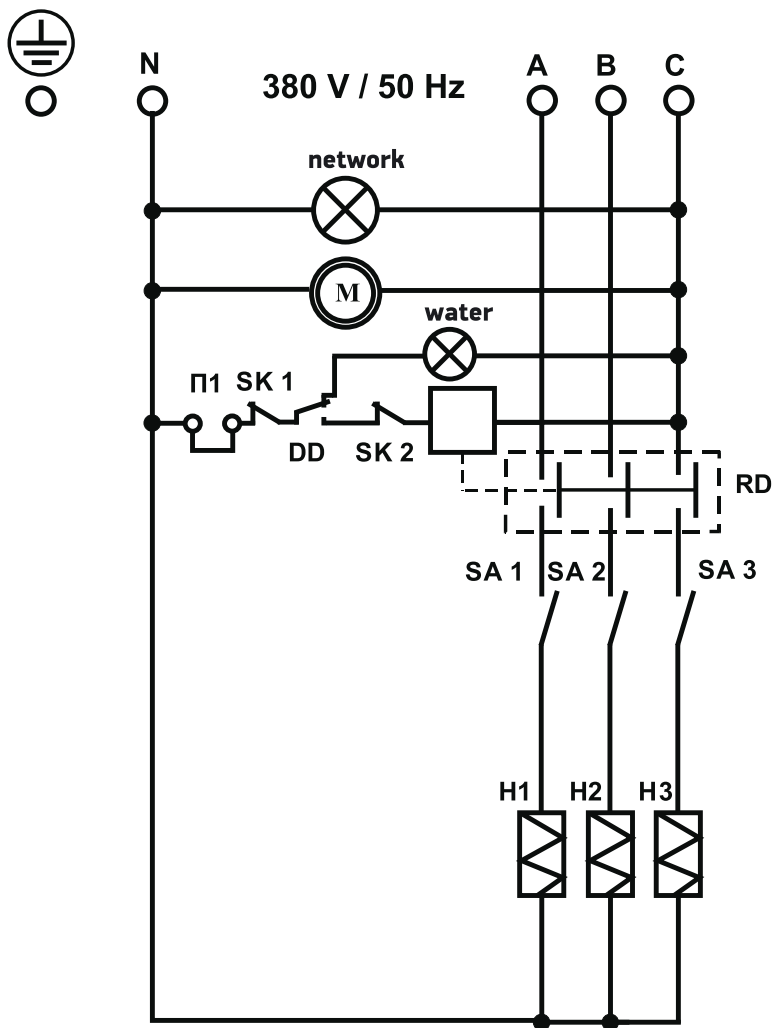 N
380 V / 50 Hz
A B C
network
M
water
П1 SK 1
DD SK 2
RD
SA 1 SA 2 SA 3
H1 H2 H3